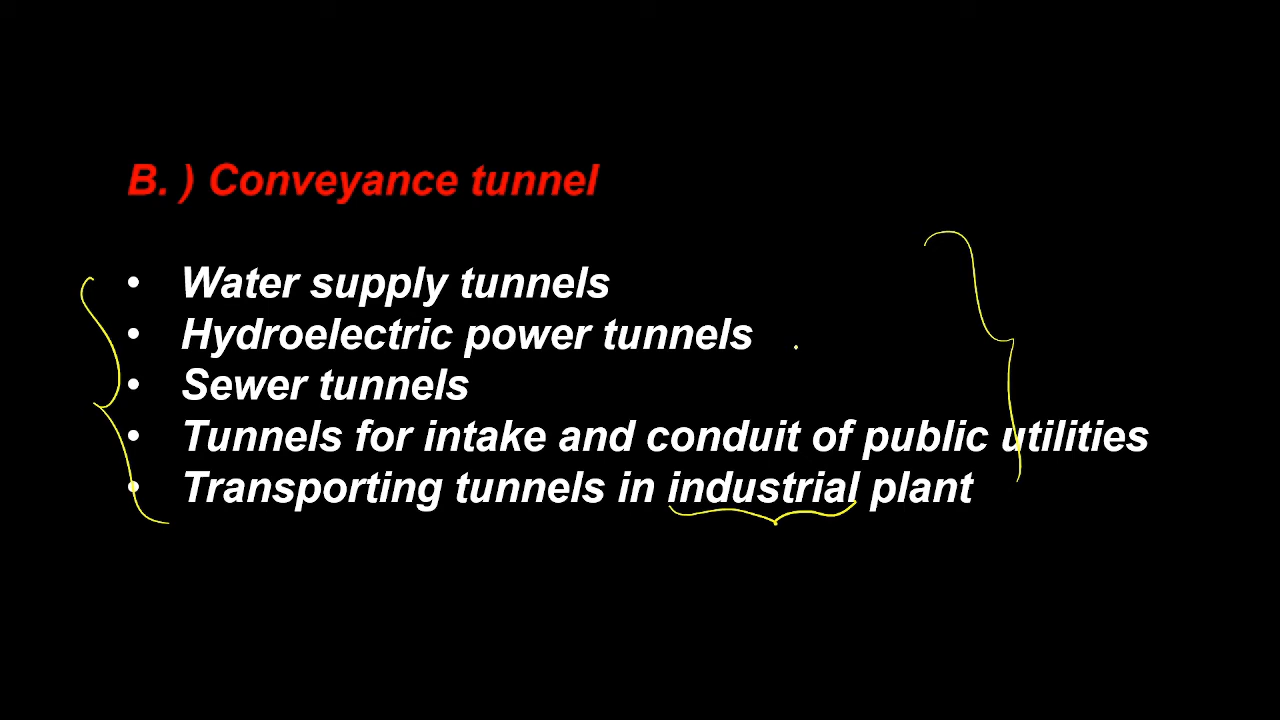 B. ) Conveyance tunnel
• Water supply tunnels
• Hydroelectric power tunnels
• Sewer tunnels
• Tunnels for intake and conduit of public utilities
• Transporting tunnels in industrial plant